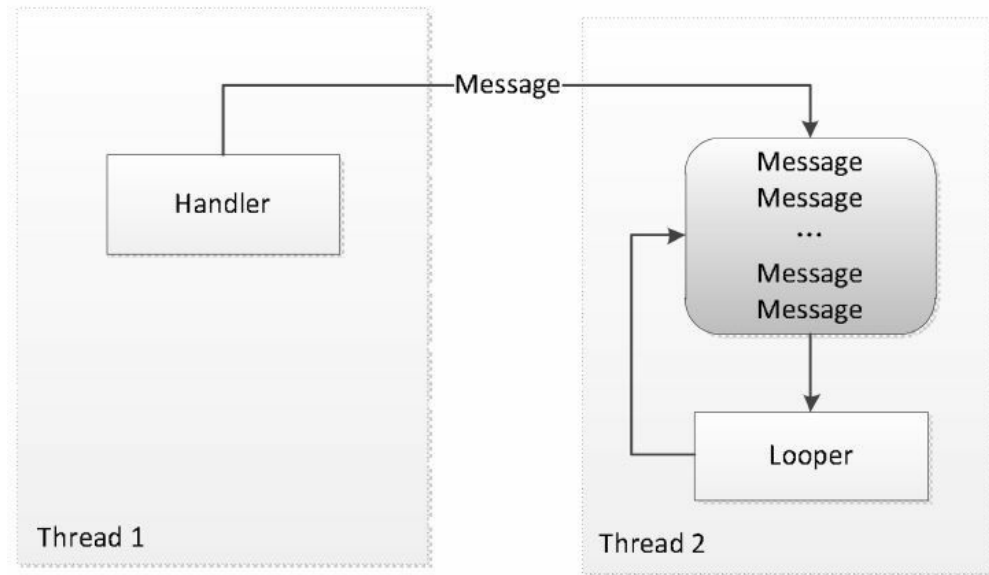 Message
Handler
Message
Message
...
Message
Message
Looper
Thread 1
Thread 2